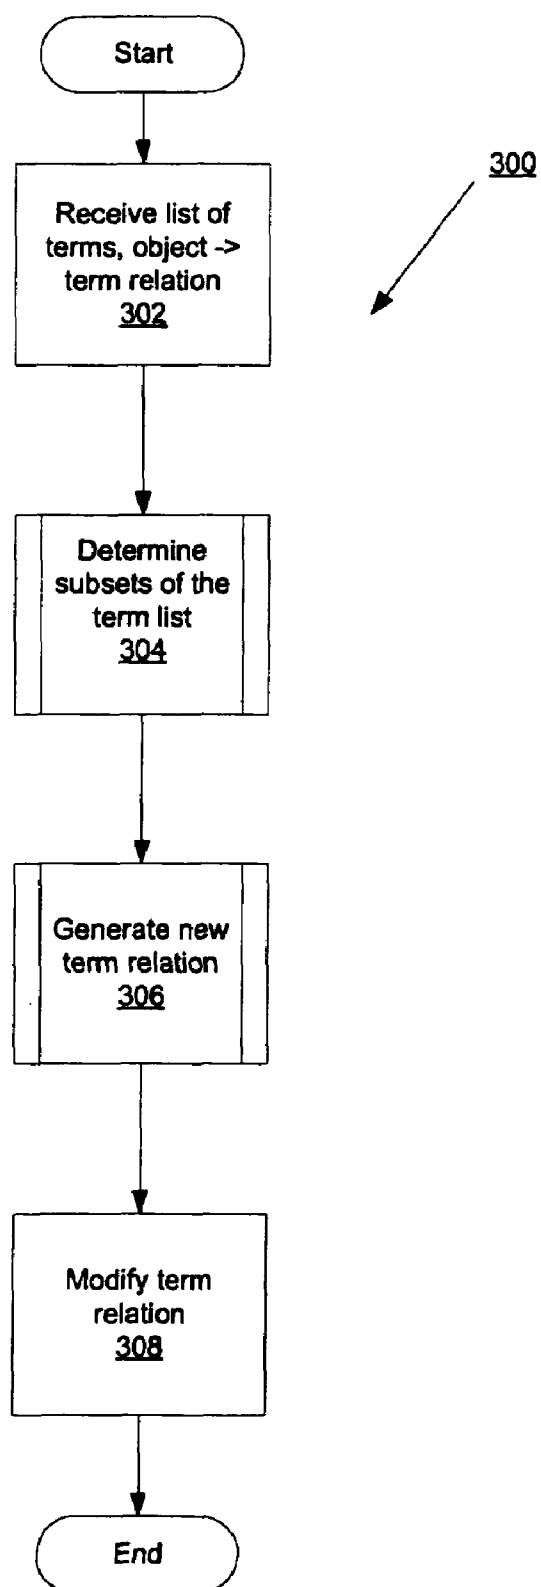 Start
300
Receive list of
terms, object ->
term relation
302
Determine
subsets of the
term list
304
Generate new
term relation
306
Modify term
relation
308
End